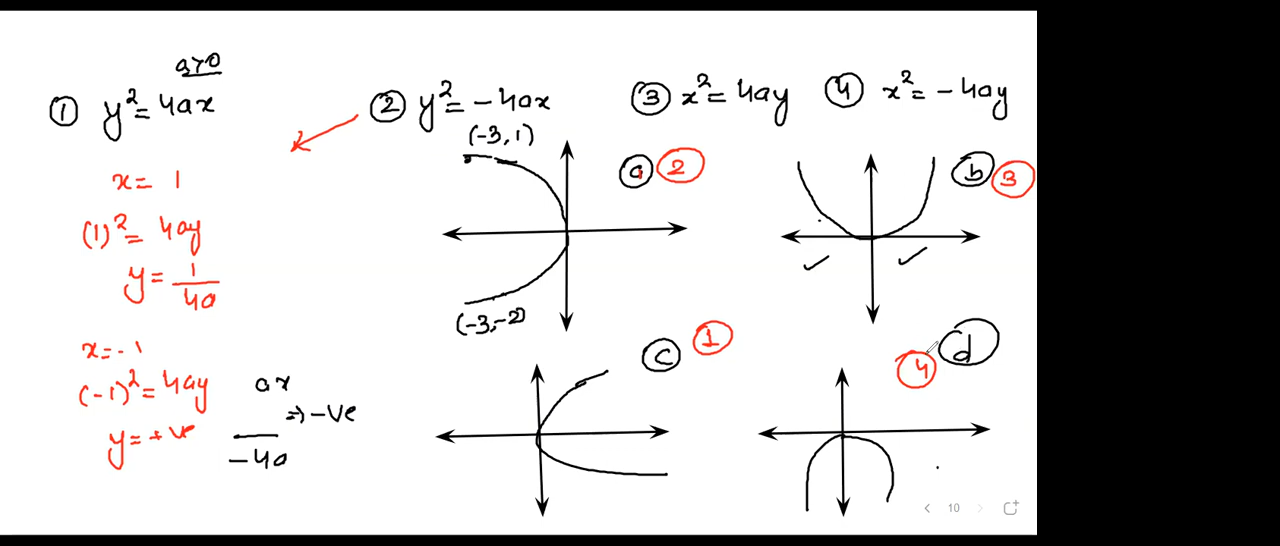 a>0
① y²=4ax
② y²=-4ax
③ x²=4ay
④ x²=-4ay
(-3,1)
a 2
b 3
x= 1
(1)²=4ay
y= 1/4a
(-3,-2)
c 1
4 d
x=-1
(-1)²=4ay
y=+ve
ax
⇒-ve
-4a
< 10 >